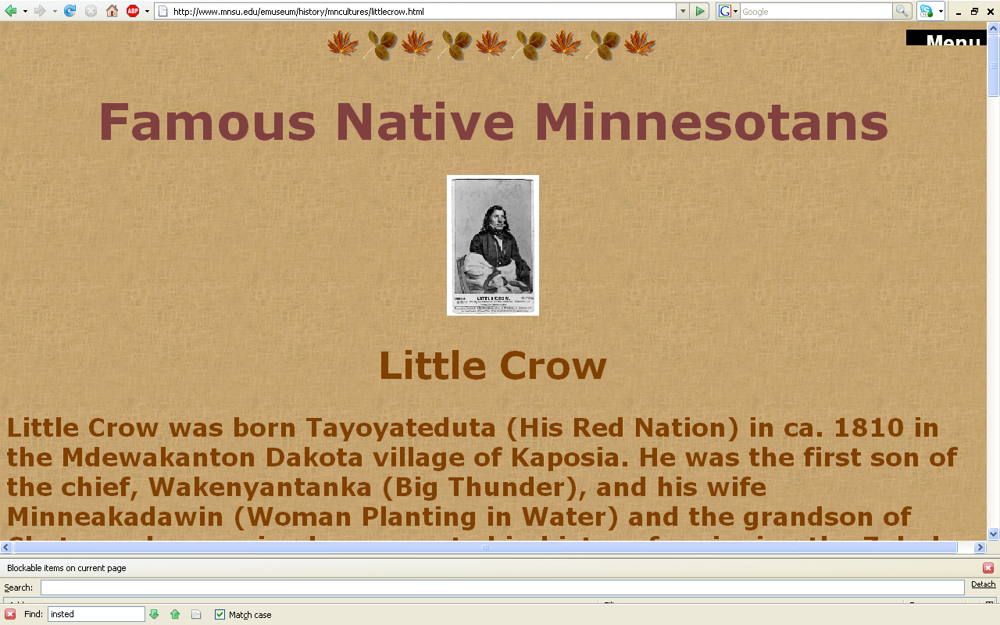 ABP
http://www.mnsu.edu/emuseum/history/mncultures/littlecrow.html
G
Google
Menu
Famous Native Minnesotans
LITTLE CROW.
Little Crow
Little Crow was born Tayoyateduta (His Red Nation) in ca. 1810 in
the Mdewakanton Dakota village of Kaposia. He was the first son of
the chief, Wakenyantanka (Big Thunder), and his wife
Minneakadawin (Woman Planting in Water) and the grandson of
Blockable items on current page
Search:
Detach
Find: insted
Match case